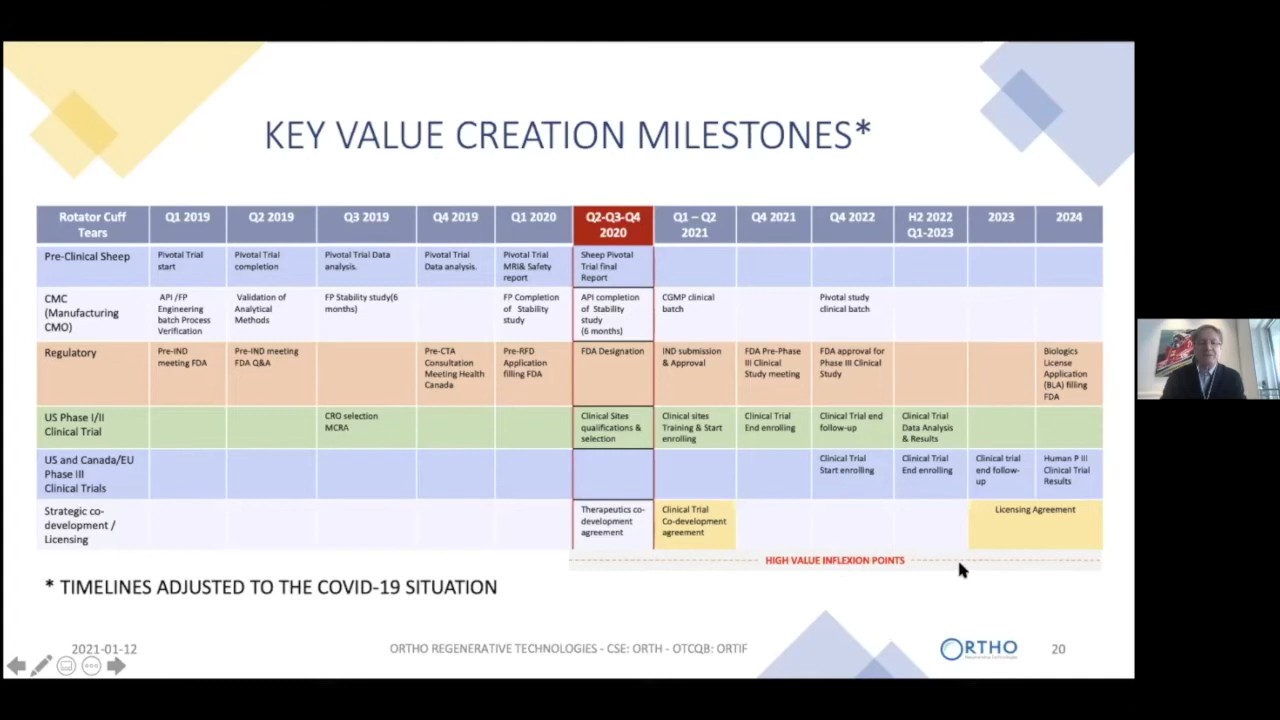 KEY VALUE CREATION MILESTONES*
Rotator Cuff
Tears
Q1 2019
Q2 2019
Q3 2019
Q4 2019
Q1 2020
Q2-Q3-Q4
2020
Q1 – Q2
2021
Q4 2021
Q4 2022
H2 2022
Q1-2023
2023
2024
Pre-Clinical Sheep
Pivotal Trial
start
Pivotal Trial
completion
Pivotal Trial Data
analysis.
Pivotal Trial
Data analysis.
Pivotal Trial
MRI& Safety
report
Sheep Pivotal
Trial final
Report
CMC
(Manufacturing
CMO)
API /FP
Engineering
batch Process
Verification
Validation of
Analytical
Methods
FP Stability study(6
months)
FP Completion
of Stability
study
API completion
of Stability
study
(6 months)
CGMP clinical
batch
Pivotal study
clinical batch
Regulatory
Pre-IND
meeting FDA
Pre-IND meeting
FDA Q&A
Pre-CTA
Consultation
Meeting Health
Canada
Pre-RFD
Application
filling FDA
FDA Designation
IND submission
& Approval
FDA Pre-Phase
III Clinical
Study meeting
FDA approval for
Phase III Clinical
Study
Biologics
License
Application
(BLA) filling
FDA
US Phase I/II
Clinical Trial
CRO selection
MCRA
Clinical Sites
qualifications &
selection
Clinical sites
Training & Start
enrolling
Clinical Trial
End enrolling
Clinical Trial end
follow-up
Clinical Trial
Data Analysis
& Results
US and Canada/EU
Phase III
Clinical Trials
Clinical Trial
Start enrolling
Clinical Trial
End enrolling
Clinical trial
end follow-
up
Human P III
Clinical Trial
Results
Strategic co-
development /
Licensing
Therapeutics co-
development
agreement
Clinical Trial
Co-development
agreement
Licensing Agreement
HIGH VALUE INFLEXION POINTS
* TIMELINES ADJUSTED TO THE COVID-19 SITUATION
2021-01-12
ORTHO REGENERATIVE TECHNOLOGIES - CSE: ORTH - OTCQB: ORTIF
ORTHO
20